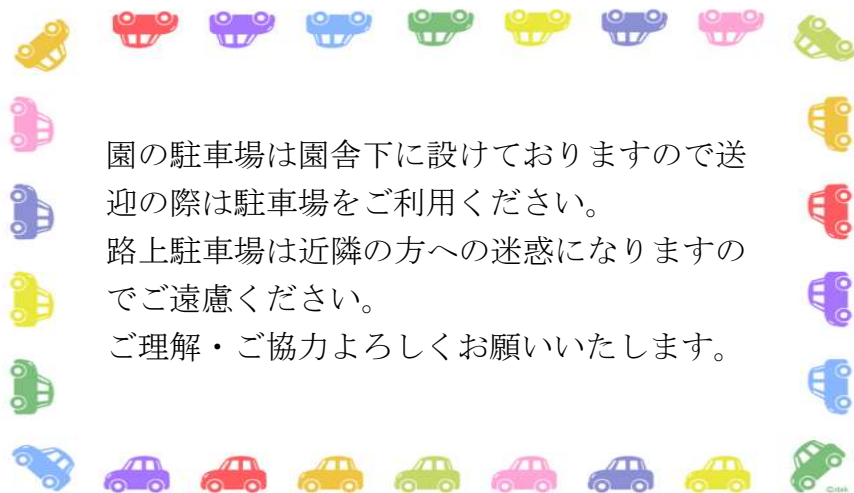 園の駐車場は園舎下に設けておりますので送
迎の際は駐車場をご利用ください。
路上駐車場は近隣の方への迷惑になりますの
でご遠慮ください。
ご理解・ご協力よろしくお願いいたします。